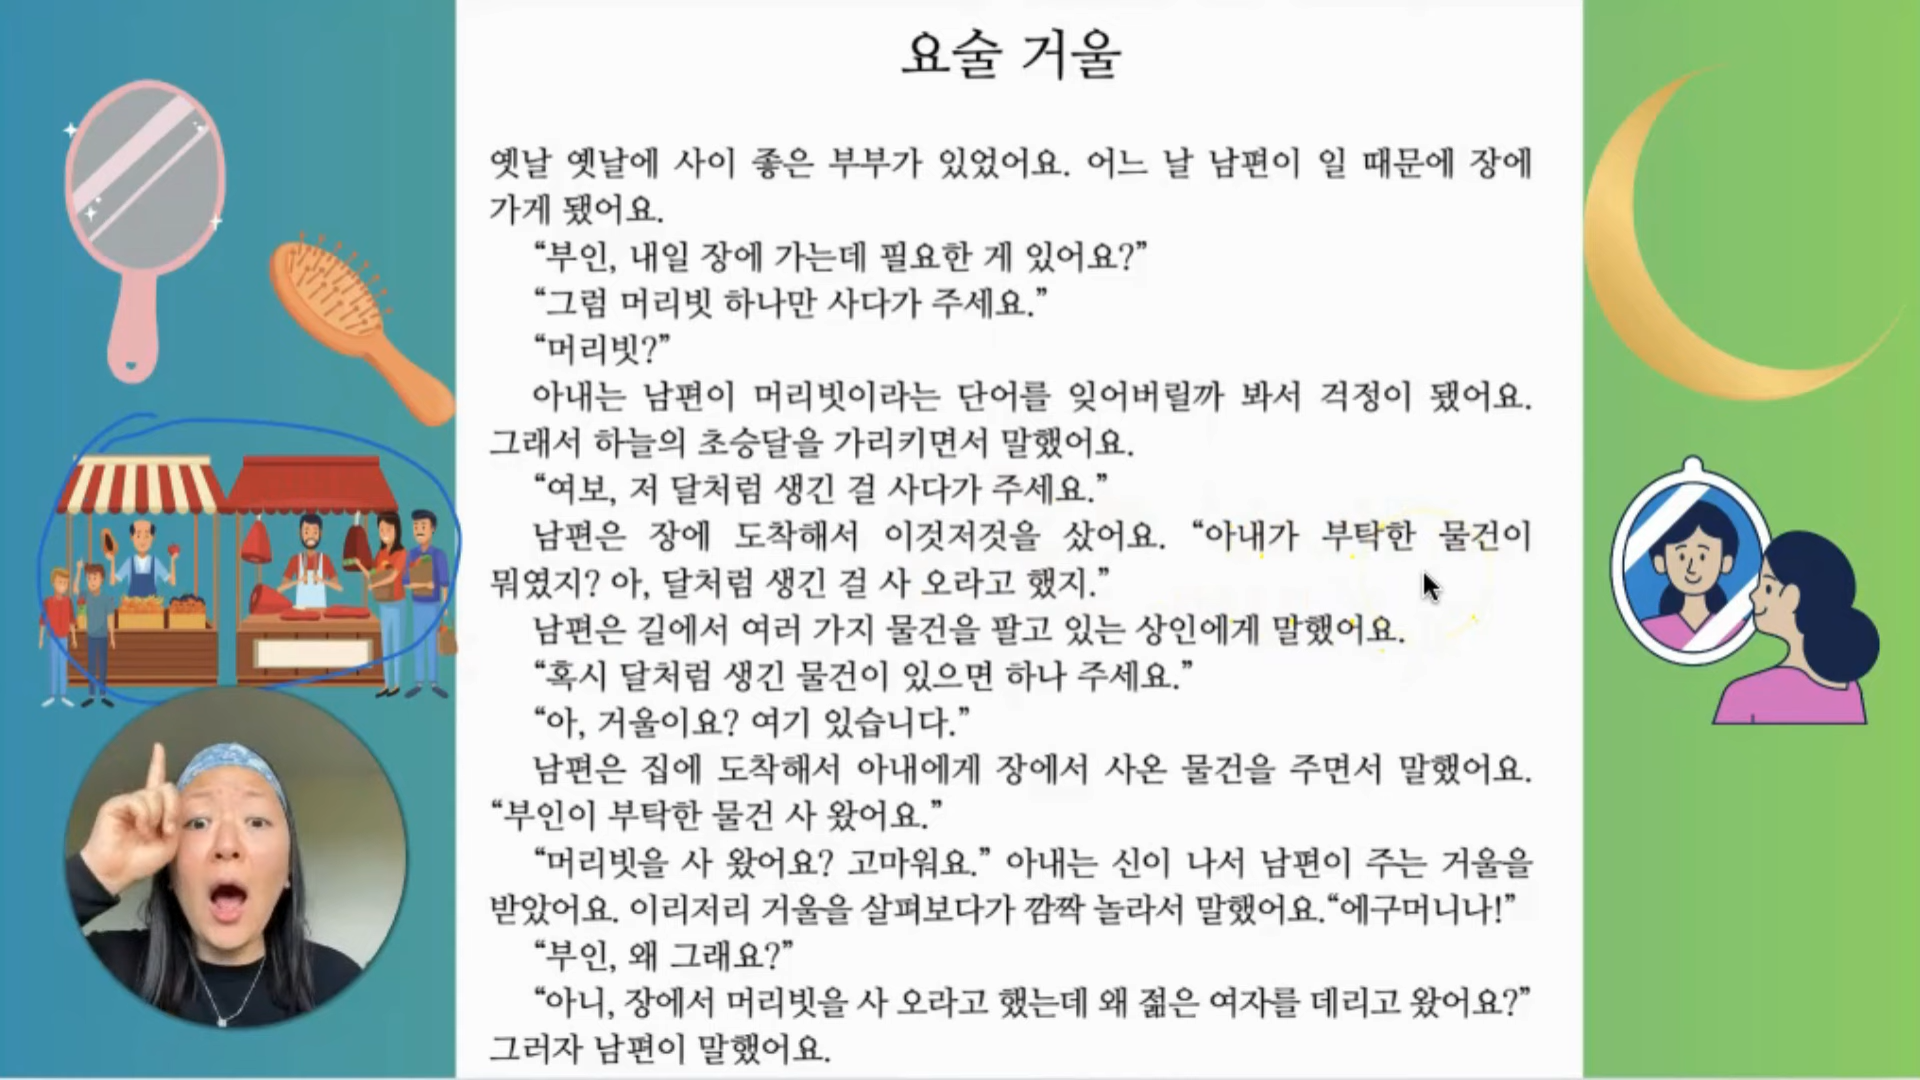 요술 거울
옛날 옛날에 사이 좋은 부부가 있었어요. 어느 날 남편이 일 때문에 장에
가게 됐어요.
“부인, 내일 장에 가는데 필요한 게 있어요?”
“그럼 머리빗 하나만 사다가 주세요.”
“머리빗?”
아내는 남편이 머리빗이라는 단어를 잊어버릴까 봐서 걱정이 됐어요.
그래서 하늘의 초승달을 가리키면서 말했어요.
“여보, 저 달처럼 생긴 걸 사다가 주세요.”
남편은 장에 도착해서 이것저것을 샀어요. “아내가 부탁한 물건이
뭐였지? 아, 달처럼 생긴 걸 사 오라고 했지.”
남편은 길에서 여러 가지 물건을 팔고 있는 상인에게 말했어요.
“혹시 달처럼 생긴 물건이 있으면 하나 주세요.”
“아, 거울이요? 여기 있습니다.”
남편은 집에 도착해서 아내에게 장에서 사온 물건을 주면서 말했어요.
“부인이 부탁한 물건 사 왔어요.”
“머리빗을 사 왔어요? 고마워요.” 아내는 신이 나서 남편이 주는 거울을
받았어요. 이리저리 거울을 살펴보다가 깜짝 놀라서 말했어요.“에구머니나!”
“부인, 왜 그래요?”
“아니, 장에서 머리빗을 사 오라고 했는데 왜 젊은 여자를 데리고 왔어요?”
그러자 남편이 말했어요.